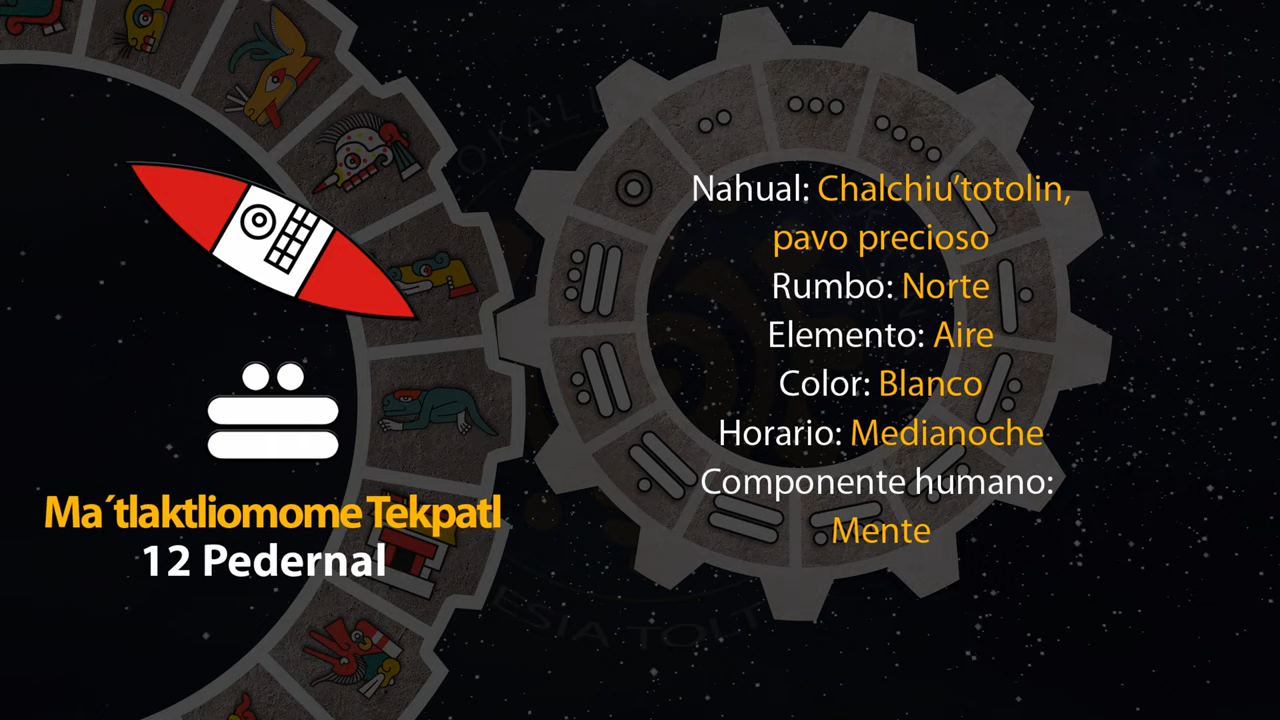 Nahual: Chalchiu’totolin,
pavo precioso
Rumbo: Norte
Elemento: Aire
Color: Blanco
Horario: Medianoche
Componente humano:
Mente
Ma´tlaktliomome Tekpatl
12 Pedernal